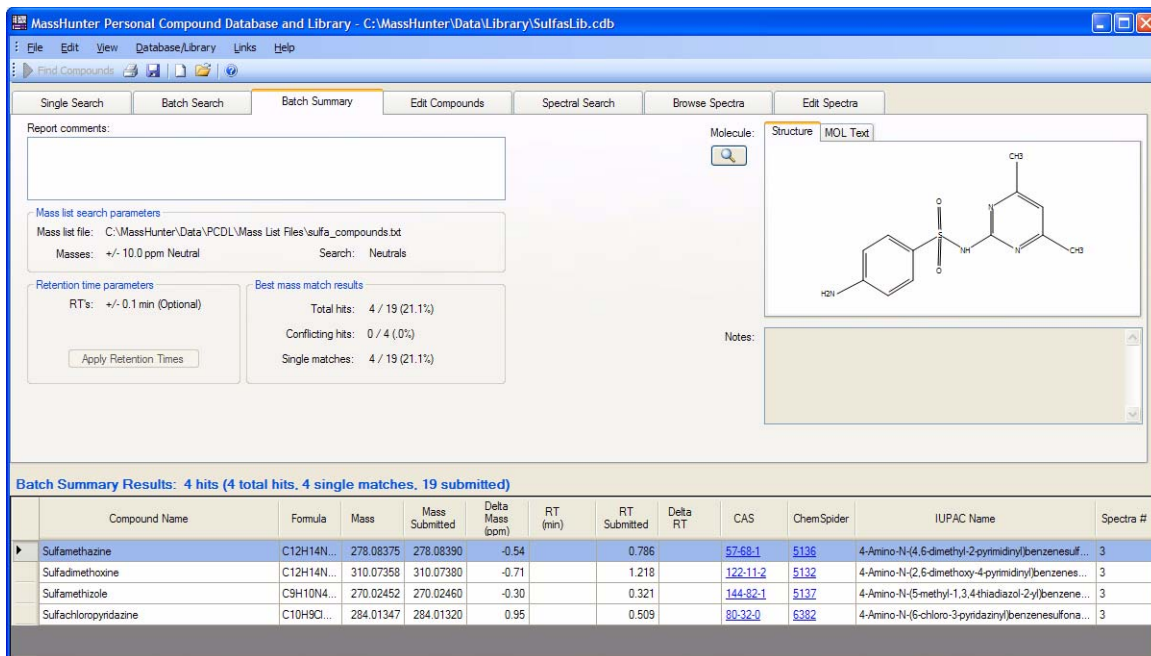 MassHunter Personal Compound Database and Library - C:\MassHunter\Data\Library\SulfasLib.cdb
File Edit View Database/Library Links Help
Find Compounds
Single Search Batch Search Batch Summary Edit Compounds Spectral Search Browse Spectra Edit Spectra
Report comments:
Molecule:
Structure MOL Text
CH3
N
O
S
NH
N
CH3
O
H2N
Mass list search parameters
Mass list file: C:\MassHunter\Data\PCDL\Mass List Files\sulfa_compounds.txt
Masses: +/- 10.0 ppm Neutral Search: Neutrals
Retention time parameters
RT's: +/- 0.1 min (Optional)
Apply Retention Times
Best mass match results
Total hits: 4 / 19 (21.1%)
Conflicting hits: 0 / 4 (.0%)
Single matches: 4 / 19 (21.1%)
Notes:
Batch Summary Results: 4 hits (4 total hits, 4 single matches, 19 submitted)
Compound Name Formula Mass Mass Submitted Delta Mass (ppm) RT (min) RT Submitted Delta RT CAS ChemSpider IUPAC Name Spectra #
Sulfamethazine C12H14N... 278.08375 278.08390 -0.54 0.786 57-68-1 5136 4-Amino-N-(4,6-dimethyl-2-pyrimidinyl)benzenesulf... 3
Sulfadimethoxine C12H14N... 310.07358 310.07380 -0.71 1.218 122-11-2 5132 4-Amino-N-(2,6-dimethoxy-4-pyrimidinyl)benzenes... 3
Sulfamethizole C9H10N4... 270.02452 270.02460 -0.30 0.321 144-82-1 5137 4-Amino-N-(5-methyl-1,3,4-thiadiazol-2-yl)benzene... 3
Sulfachloropyridazine C10H9Cl... 284.01347 284.01320 0.95 0.509 80-32-0 6382 4-Amino-N-(6-chloro-3-pyridazinyl)benzenesulfona... 3